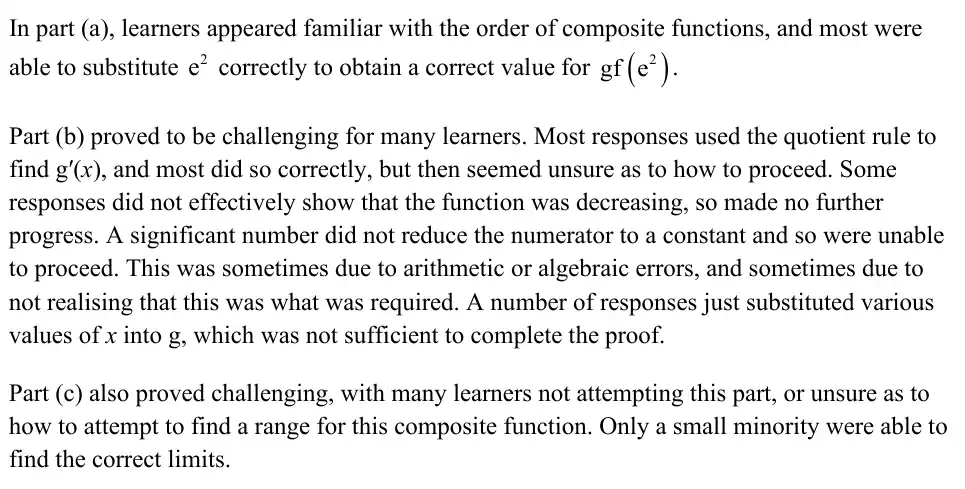 In part (a), learners appeared familiar with the order of composite functions, and most were
able to substitute e² correctly to obtain a correct value for gf(e²).
Part (b) proved to be challenging for many learners. Most responses used the quotient rule to
find g′(x), and most did so correctly, but then seemed unsure as to how to proceed. Some
responses did not effectively show that the function was decreasing, so made no further
progress. A significant number did not reduce the numerator to a constant and so were unable
to proceed. This was sometimes due to arithmetic or algebraic errors, and sometimes due to
not realising that this was what was required. A number of responses just substituted various
values of x into g, which was not sufficient to complete the proof.
Part (c) also proved challenging, with many learners not attempting this part, or unsure as to
how to attempt to find a range for this composite function. Only a small minority were able to
find the correct limits.